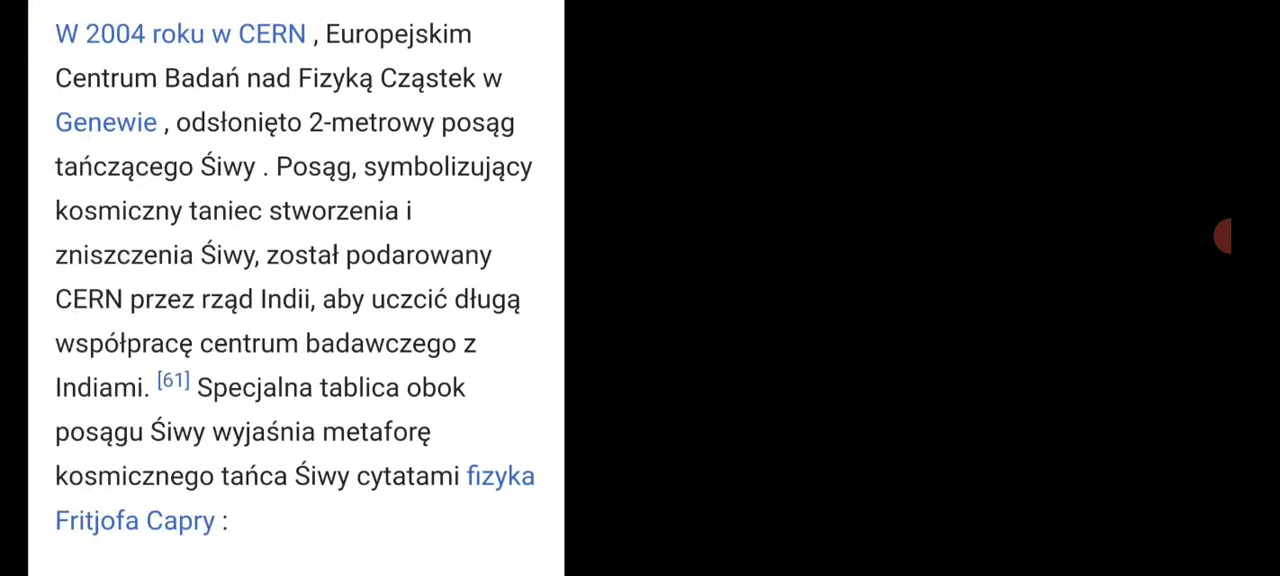 W 2004 roku w CERN , Europejskim
Centrum Badań nad Fizyką Cząstek w
Genewie , odsłonięto 2-metrowy posąg
tańczącego Śiwy . Posąg, symbolizujący
kosmiczny taniec stworzenia i
zniszczenia Śiwy, został podarowany
CERN przez rząd Indii, aby uczcić długą
współpracę centrum badawczego z
Indiami. [61] Specjalna tablica obok
posągu Śiwy wyjaśnia metaforę
kosmicznego tańca Śiwy cytatami fizyka
Fritjofa Capry :